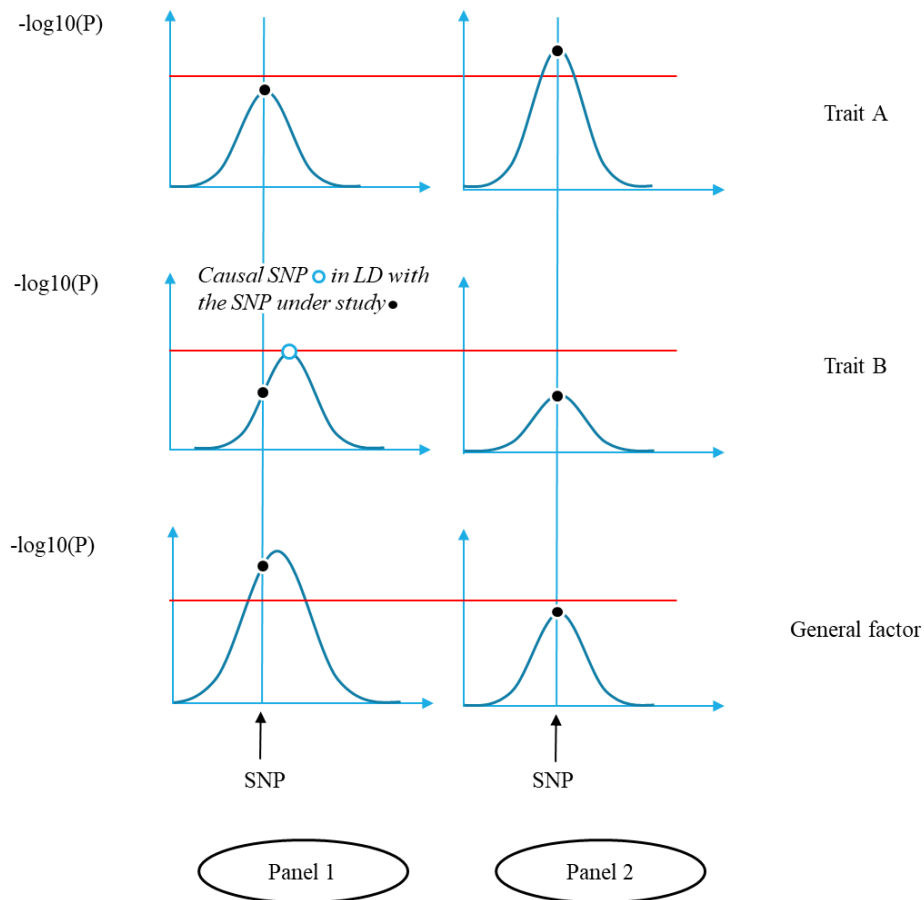 -log10(P)
Trait A
-log10(P)
Causal SNP in LD with
the SNP under study
Trait B
-log10(P)
General factor
SNP
SNP
Panel 1
Panel 2